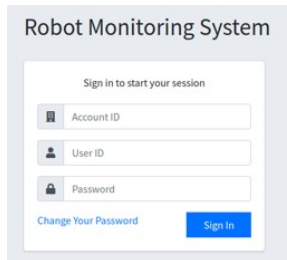 Robot Monitoring System
Sign in to start your session
Account ID
User ID
Password
Change Your Password
Sign In